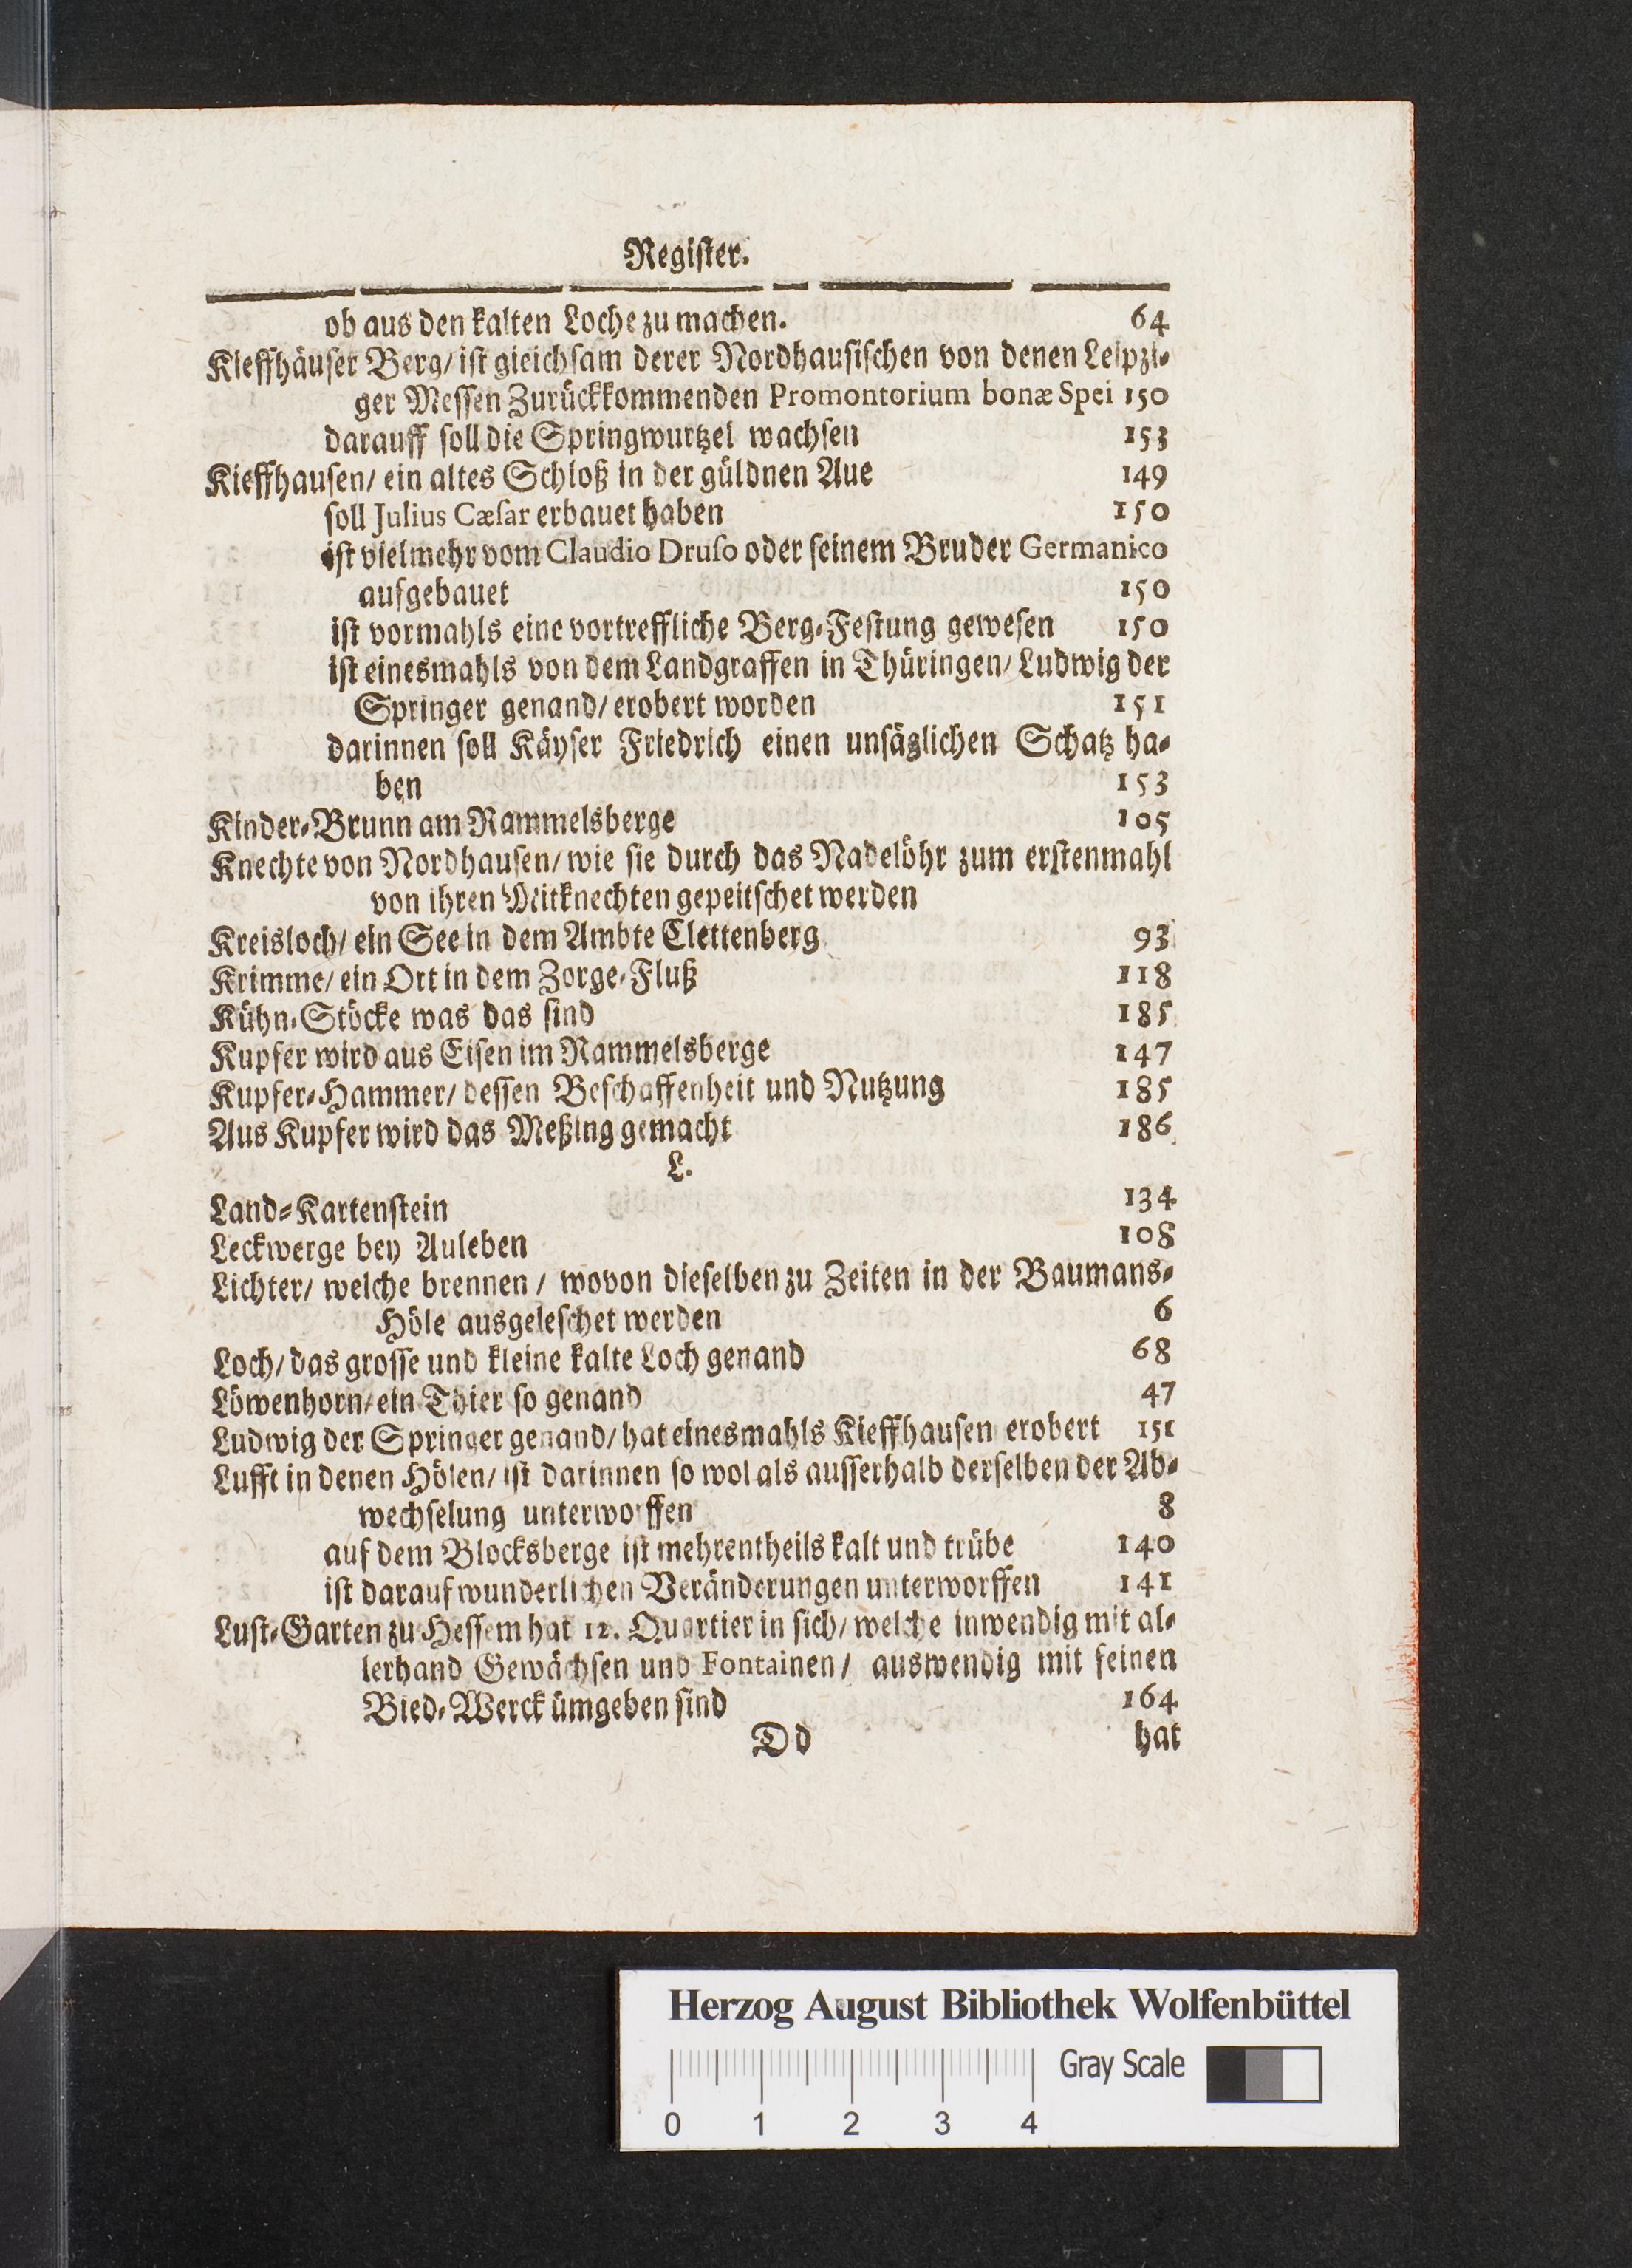 Register.
ob aus den kalten Loche zu machen. 64
Kieffhäuser Berg/ ist gleichsam derer Nordhausischen von denen Leipzi-
ger Messen Zurückkommenden Promontorium bonæ Spei 150
darauff soll die Springwurtzel wachsen 153
Kieffhausen/ ein altes Schloß in der güldnen Aue 149
soll Julius Cæsar erbauet haben 150
ist vielmehr vom Claudio Druso oder seinem Bruder Germanico
aufgebauet 150
ist vormahls eine vortreffliche Berg-Festung gewesen 150
ist einesmahls von dem Landgraffen in Thüringen/ Ludwig der
Springer genand/ erobert worden 151
darinnen soll Käyser Friedrich einen unsäglichen Schatz ha-
ben 153
Kinder-Brunn am Rammelsberge 105
Knechte von Nordhausen/ wie sie durch das Nadelöhr zum erstenmahl
von ihren Mitknechten gepeitschet werden
Kreisloch/ ein See in dem Ambte Clettenberg 93
Krimme/ ein Ort in dem Zorge-Fluß 118
Kühn-Stöcke was das sind 185
Kupfer wird aus Eisen im Rammelsberge 147
Kupfer-Hammer/ dessen Beschaffenheit und Nutzung 185
Aus Kupfer wird das Meßing gemacht 186
L.
Land-Kartenstein 134
Leckwerge bey Auleben 108
Lichter/ welche brennen / wovon dieselben zu Zeiten in der Baumans-
Höle ausgeleschet werden 6
Loch/ das grosse und kleine kalte Loch genand 68
Löwenhorn/ ein Thier so genand 47
Ludwig der Springer genand/ hat einesmahls Kieffhausen erobert 151
Lufft in denen Hölen/ ist darinnen so wol als ausserhalb derselben der Ab-
wechselung unterworffen 8
auf dem Blocksberge ist mehrentheils kalt und trübe 140
ist darauf wunderlichen Veränderungen unterworffen 141
Lust-Garten zu Hessem hat 12. Quartier in sich/ welche inwendig mit al-
lerhand Gewächsen und Fontainen / auswendig mit feinen
Bied-Werck ümgeben sind 164
Dd hat
Herzog August Bibliothek Wolfenbüttel
Gray Scale
0 1 2 3 4